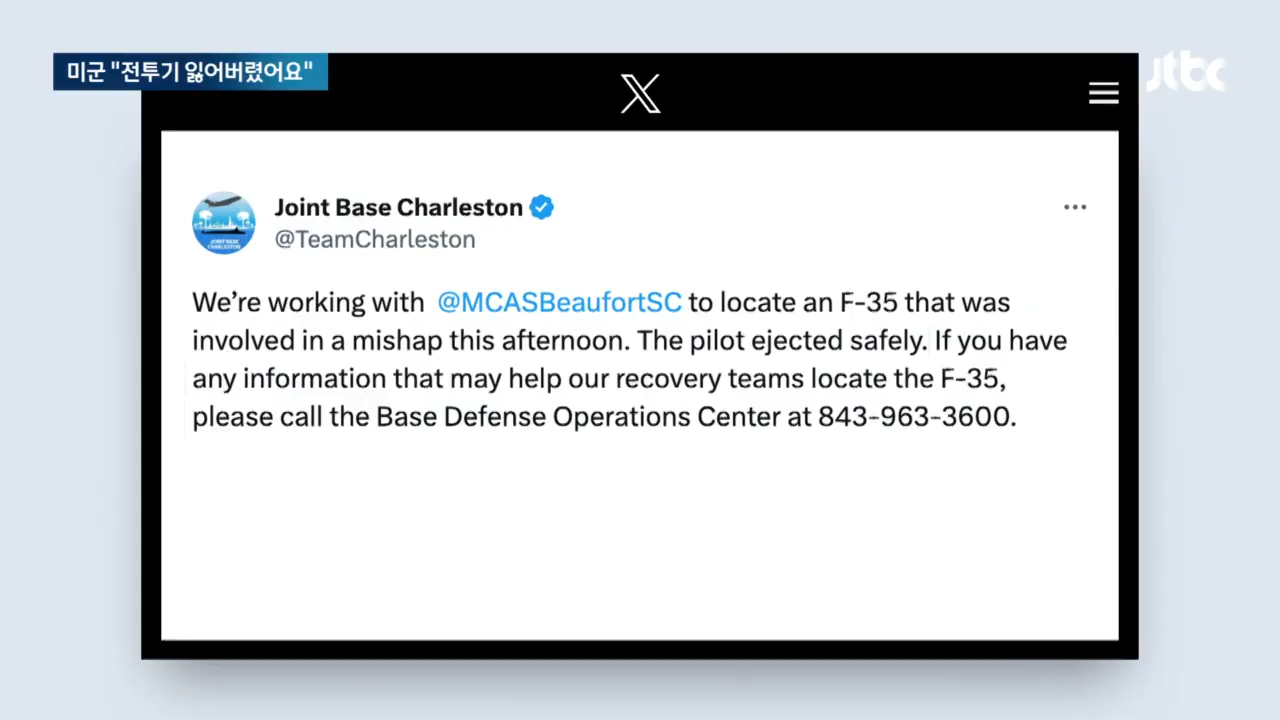 미군 "전투기 잃어버렸어요"
jtbc
X
Joint Base Charleston
@TeamCharleston
We're working with @MCASBeaufortSC to locate an F-35 that was
involved in a mishap this afternoon. The pilot ejected safely. If you have
any information that may help our recovery teams locate the F-35,
please call the Base Defense Operations Center at 843-963-3600.
JOINT BASE
CHARLESTON